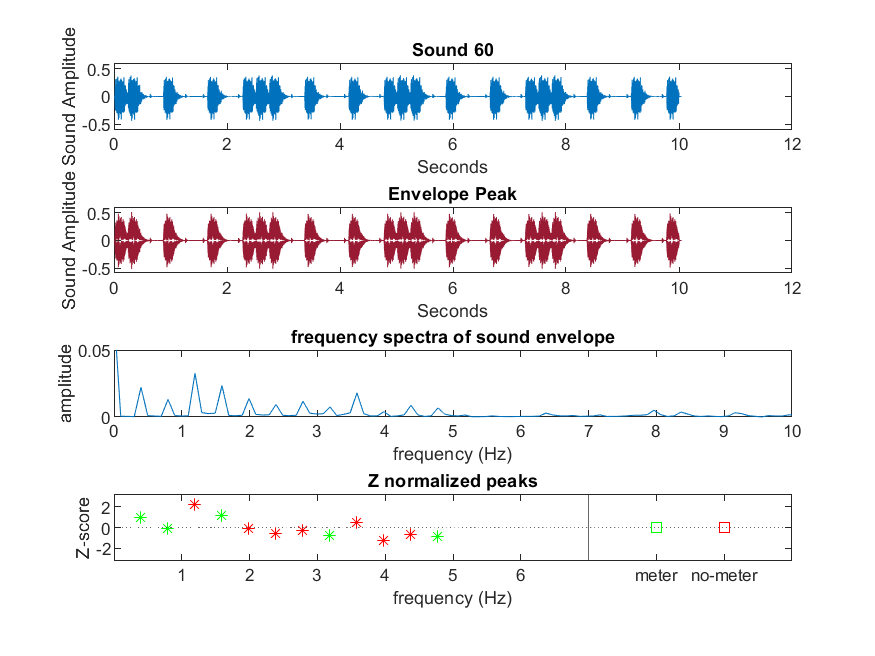 Sound 60
Sound Amplitude
0.5
0
-0.5
0 2 4 6 8 10 12
Seconds
Envelope Peak
Sound Amplitude
0.5
0
-0.5
0 2 4 6 8 10 12
Seconds
frequency spectra of sound envelope
amplitude
0.05
0
0 1 2 3 4 5 6 7 8 9 10
frequency (Hz)
Z normalized peaks
Z-score
2
0
-2
1 2 3 4 5 6 meter no-meter
frequency (Hz)